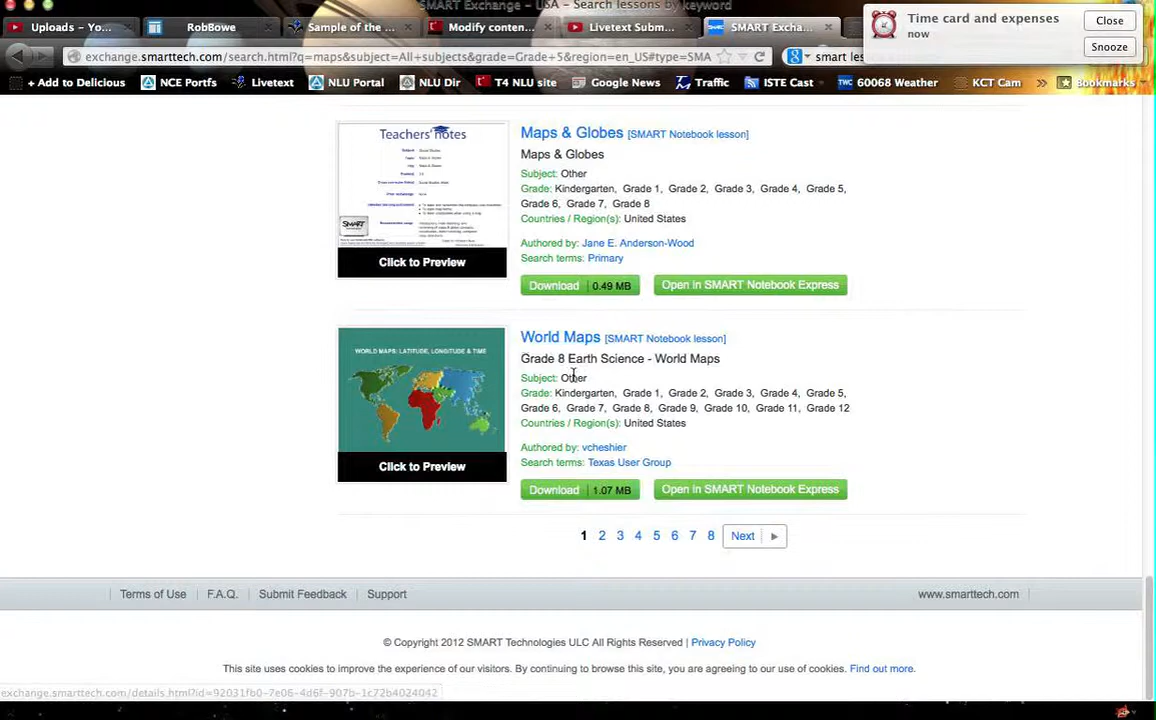 SMART Exchange - USA - Search lessons by keyword
Uploads - Yo...
RobBowe
Sample of the ...
Modify conten...
Livetext Subm...
SMART Excha...
Time card and expenses
now
Close
Snooze
exchange.smarttech.com/search.html?q=maps&subject=All+subjects&grade=Grade+5&region=en_US#type=SMA
smart les
+ Add to Delicious
NCE Portfs
Livetext
NLU Portal
NLU Dir
T4 NLU site
Google News
Traffic
ISTE Cast
60068 Weather
KCT Cam
Bookmarks
Teachers' notes
SMART
Click to Preview
Maps & Globes [SMART Notebook lesson]
Maps & Globes
Subject: Other
Grade: Kindergarten, Grade 1, Grade 2, Grade 3, Grade 4, Grade 5,
Grade 6, Grade 7, Grade 8
Countries / Region(s): United States
Authored by: Jane E. Anderson-Wood
Search terms: Primary
Download 0.49 MB
Open in SMART Notebook Express
WORLD MAPS: LATITUDE, LONGITUDE & TIME
Click to Preview
World Maps [SMART Notebook lesson]
Grade 8 Earth Science - World Maps
Subject: Other
Grade: Kindergarten, Grade 1, Grade 2, Grade 3, Grade 4, Grade 5,
Grade 6, Grade 7, Grade 8, Grade 9, Grade 10, Grade 11, Grade 12
Countries / Region(s): United States
Authored by: vcheshier
Search terms: Texas User Group
Download 1.07 MB
Open in SMART Notebook Express
1 2 3 4 5 6 7 8 Next
Terms of Use F.A.Q. Submit Feedback Support
www.smarttech.com
© Copyright 2012 SMART Technologies ULC All Rights Reserved | Privacy Policy
This site uses cookies to improve the experience of our visitors. By continuing to browse this site, you are agreeing to our use of cookies. Find out more.
exchange.smarttech.com/details.html?id=92031fb0-7e06-4d6f-907b-1c72b4024042